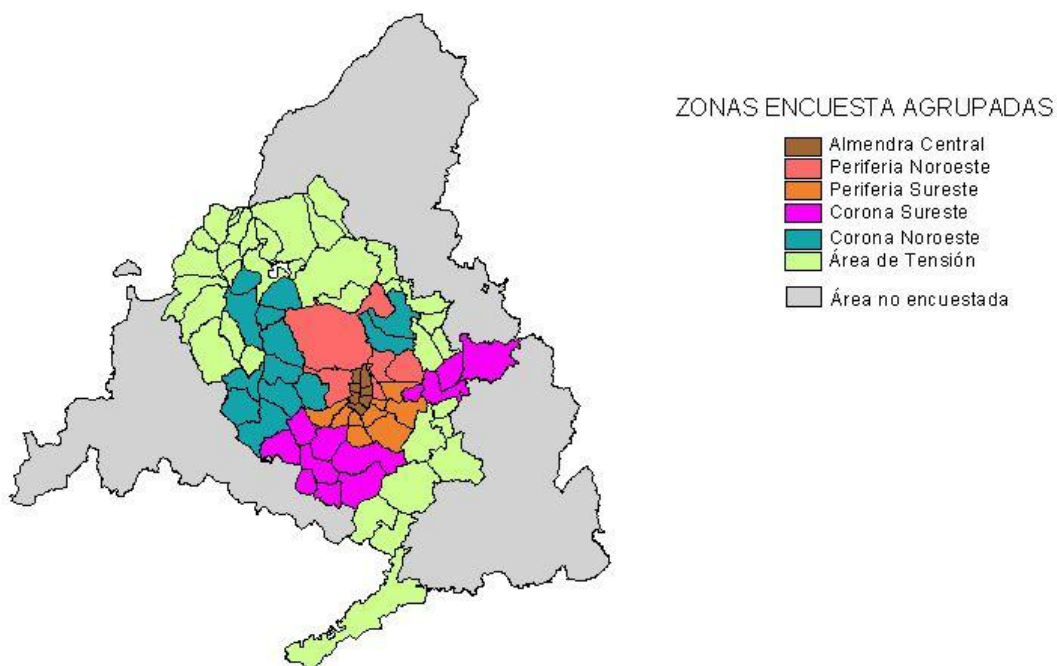 ZONAS ENCUESTA AGRUPADAS
Almendra Central
Periferia Noroeste
Periferia Sureste
Corona Sureste
Corona Noroeste
Área de Tensión
Área no encuestada